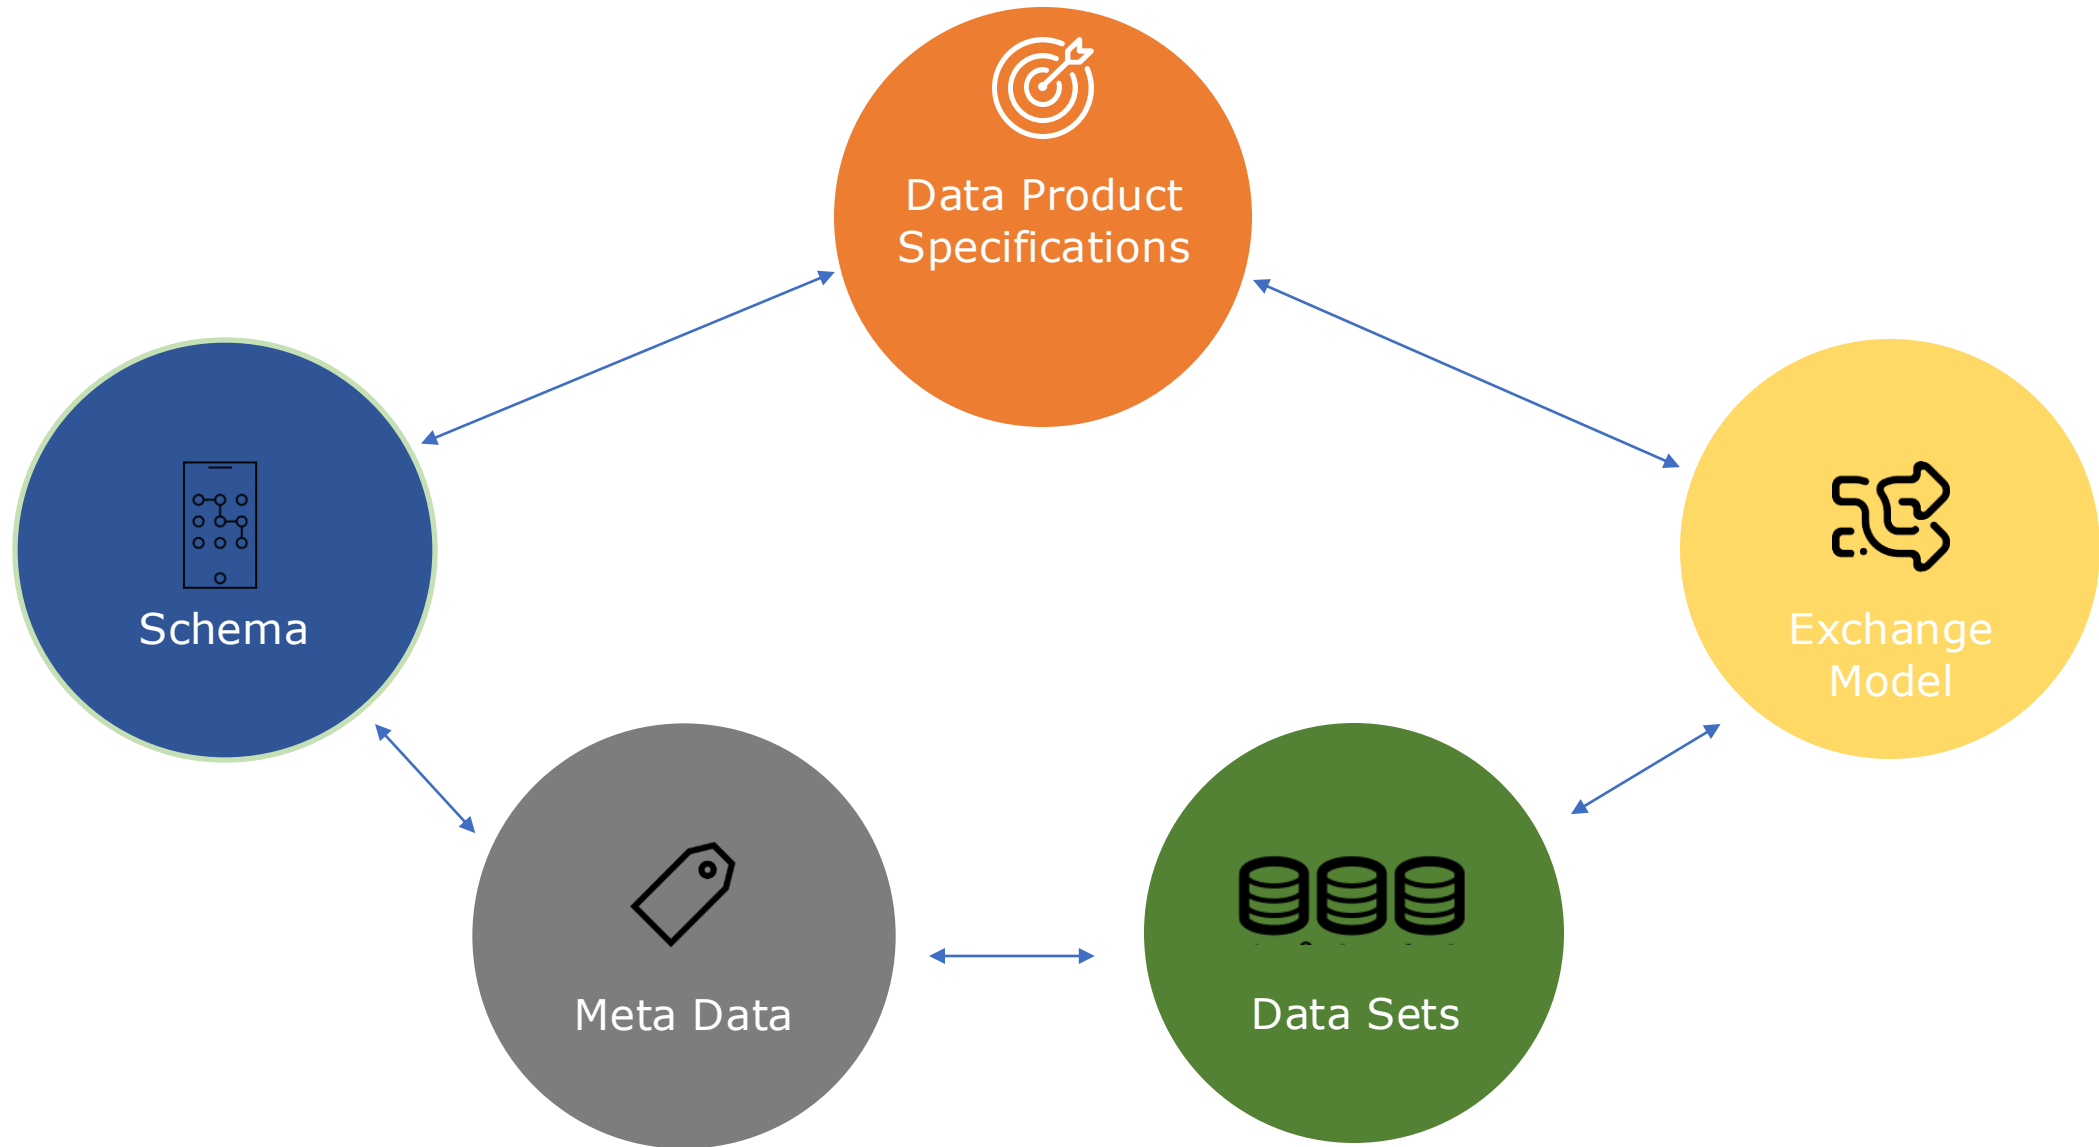 Data Product
Specifications
Schema
Exchange
Model
Meta Data
Data Sets